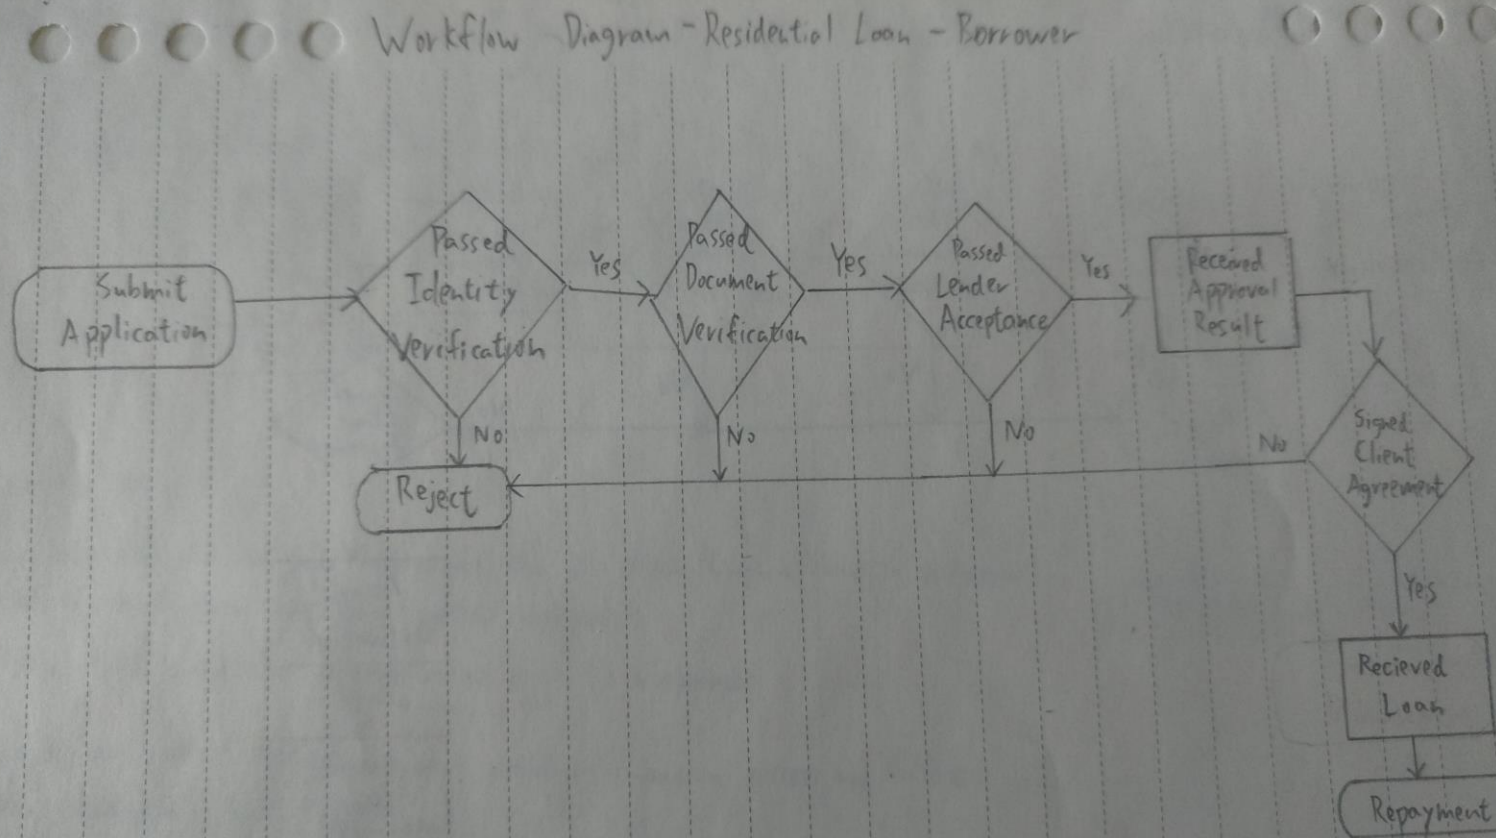 Workflow Diagram - Residential Loan - Borrower
Submit
Application
Passed
Identity
Verification
Yes
No
Reject
Passed
Document
Verification
Yes
No
Passed
Lender
Acceptance
Yes
No
Received
Approval
Result
Signed
Client
Agreement
No
Yes
Recieved
Loan
Repayment